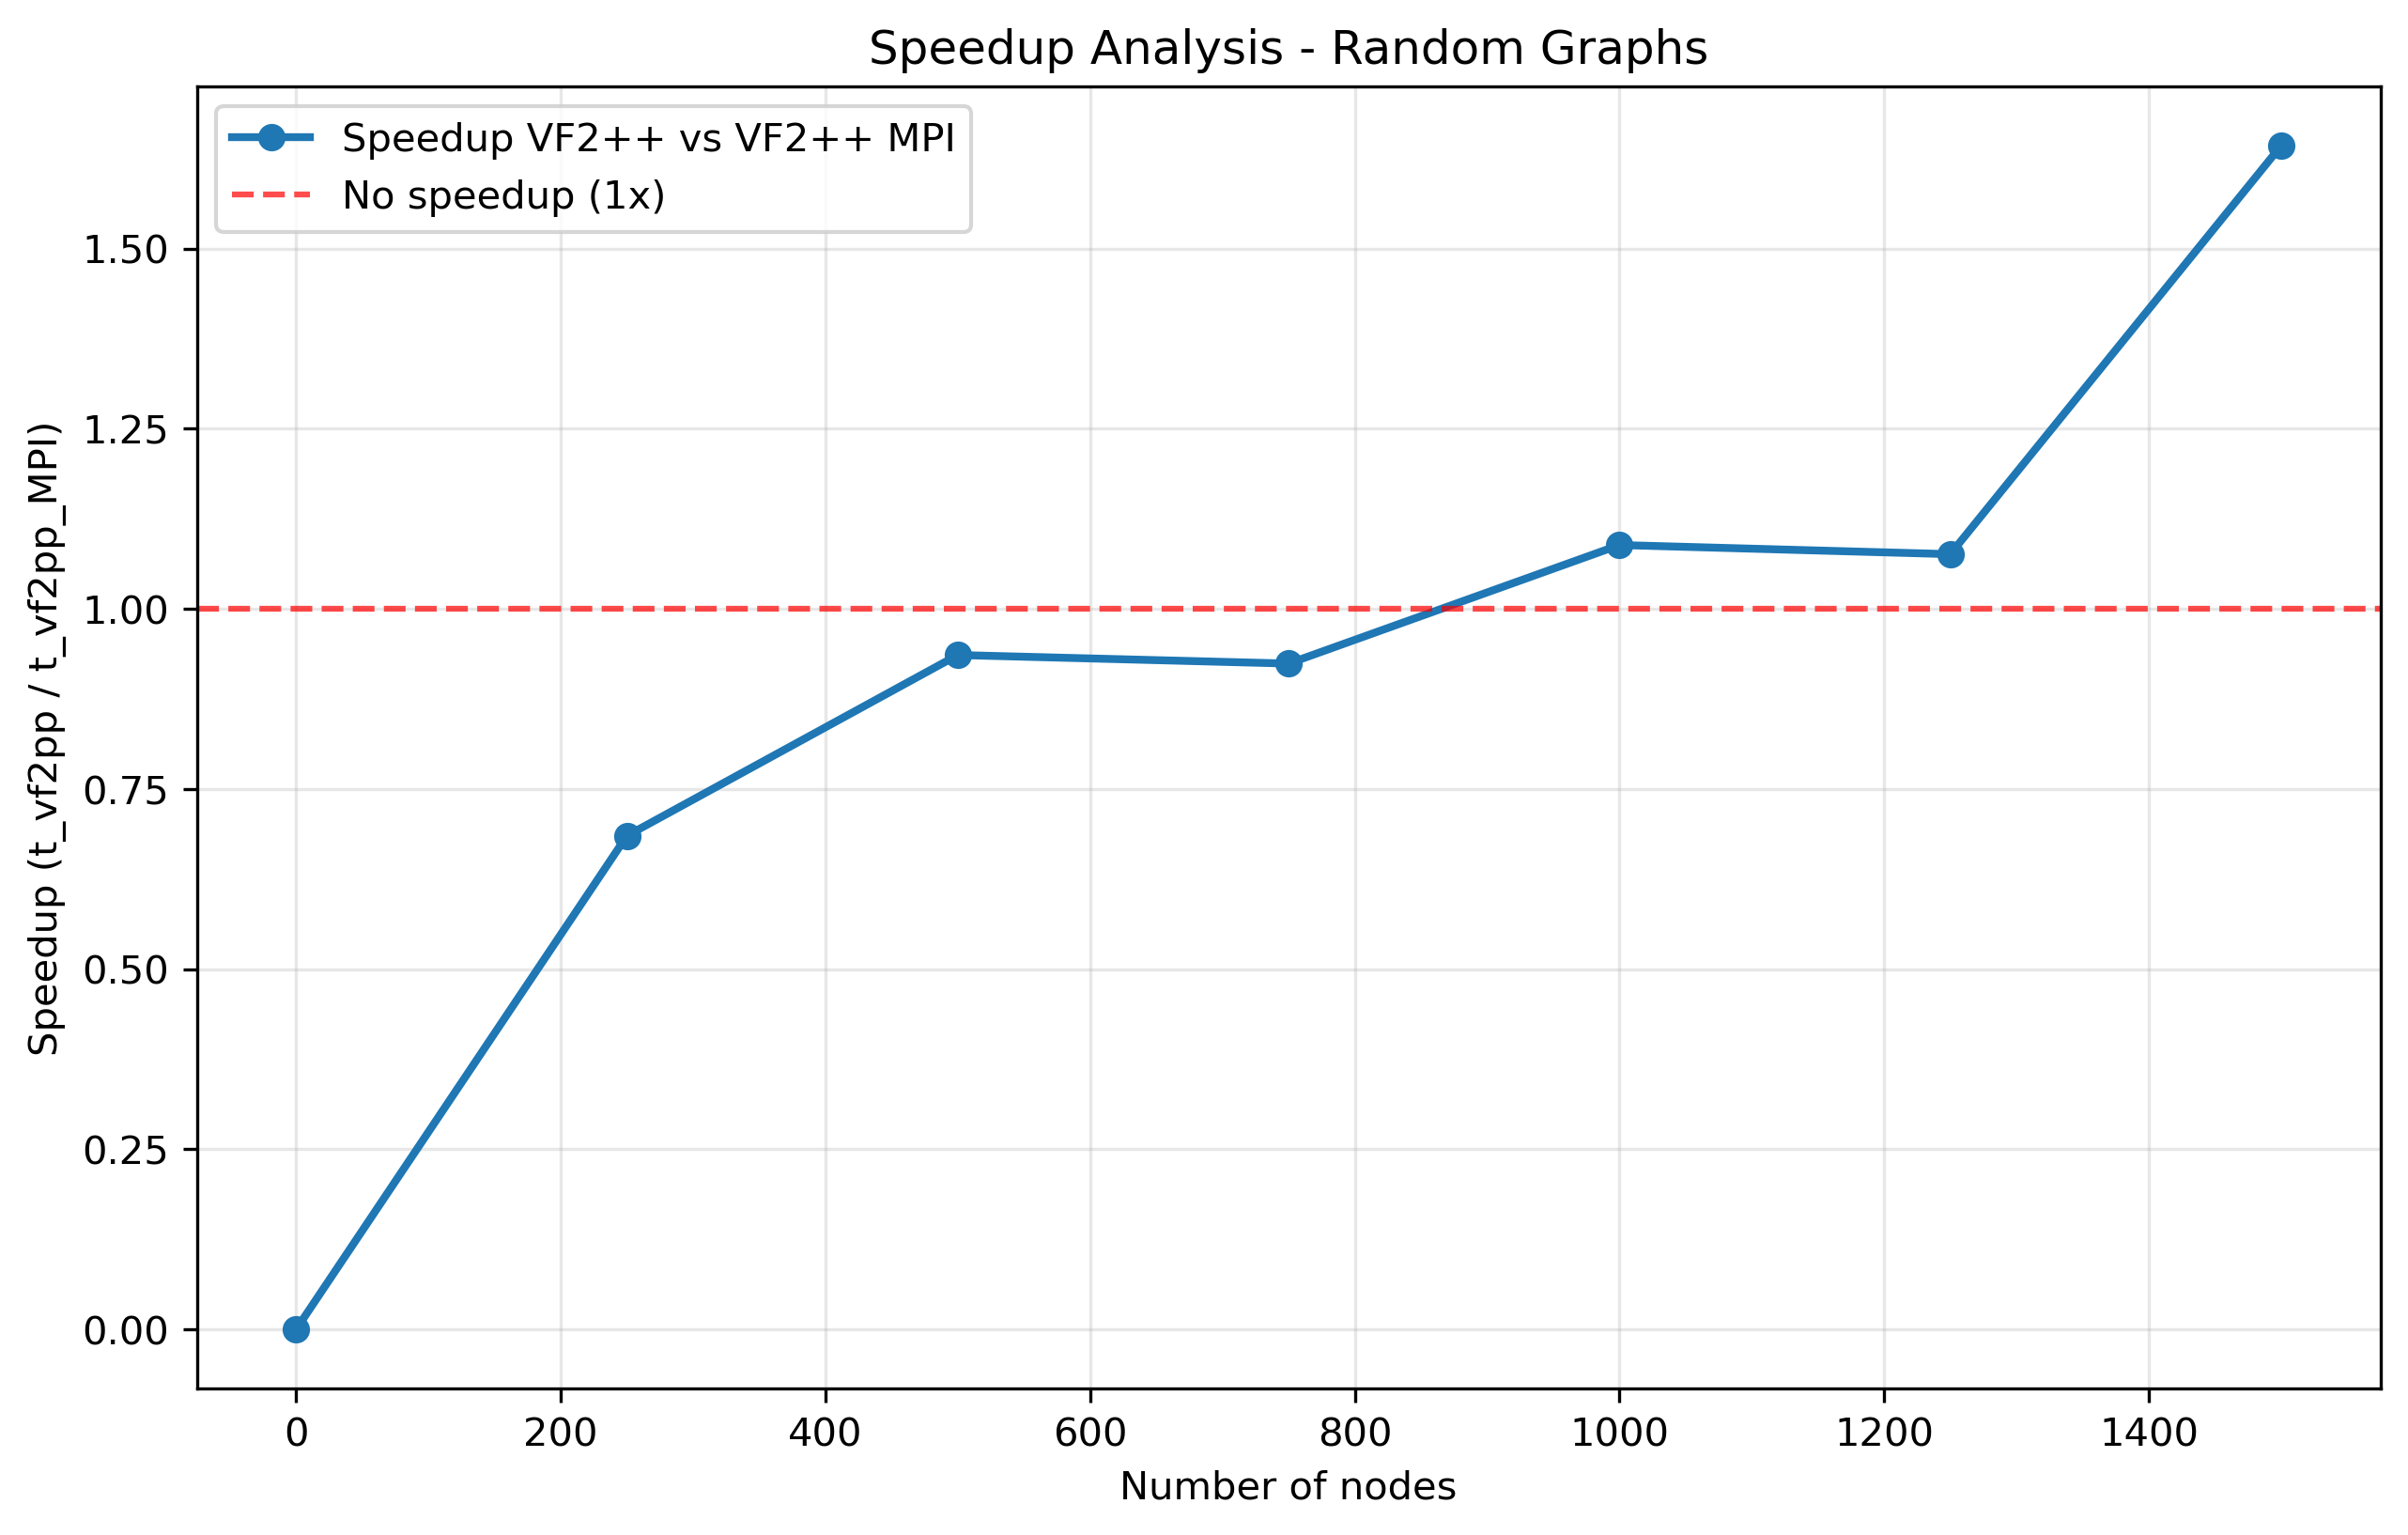 Speedup Analysis - Random Graphs
Speedup VF2++ vs VF2++ MPI
No speedup (1x)
Speedup (t_vf2pp / t_vf2pp_MPI)
1.50
1.25
1.00
0.75
0.50
0.25
0.00
0 200 400 600 800 1000 1200 1400
Number of nodes